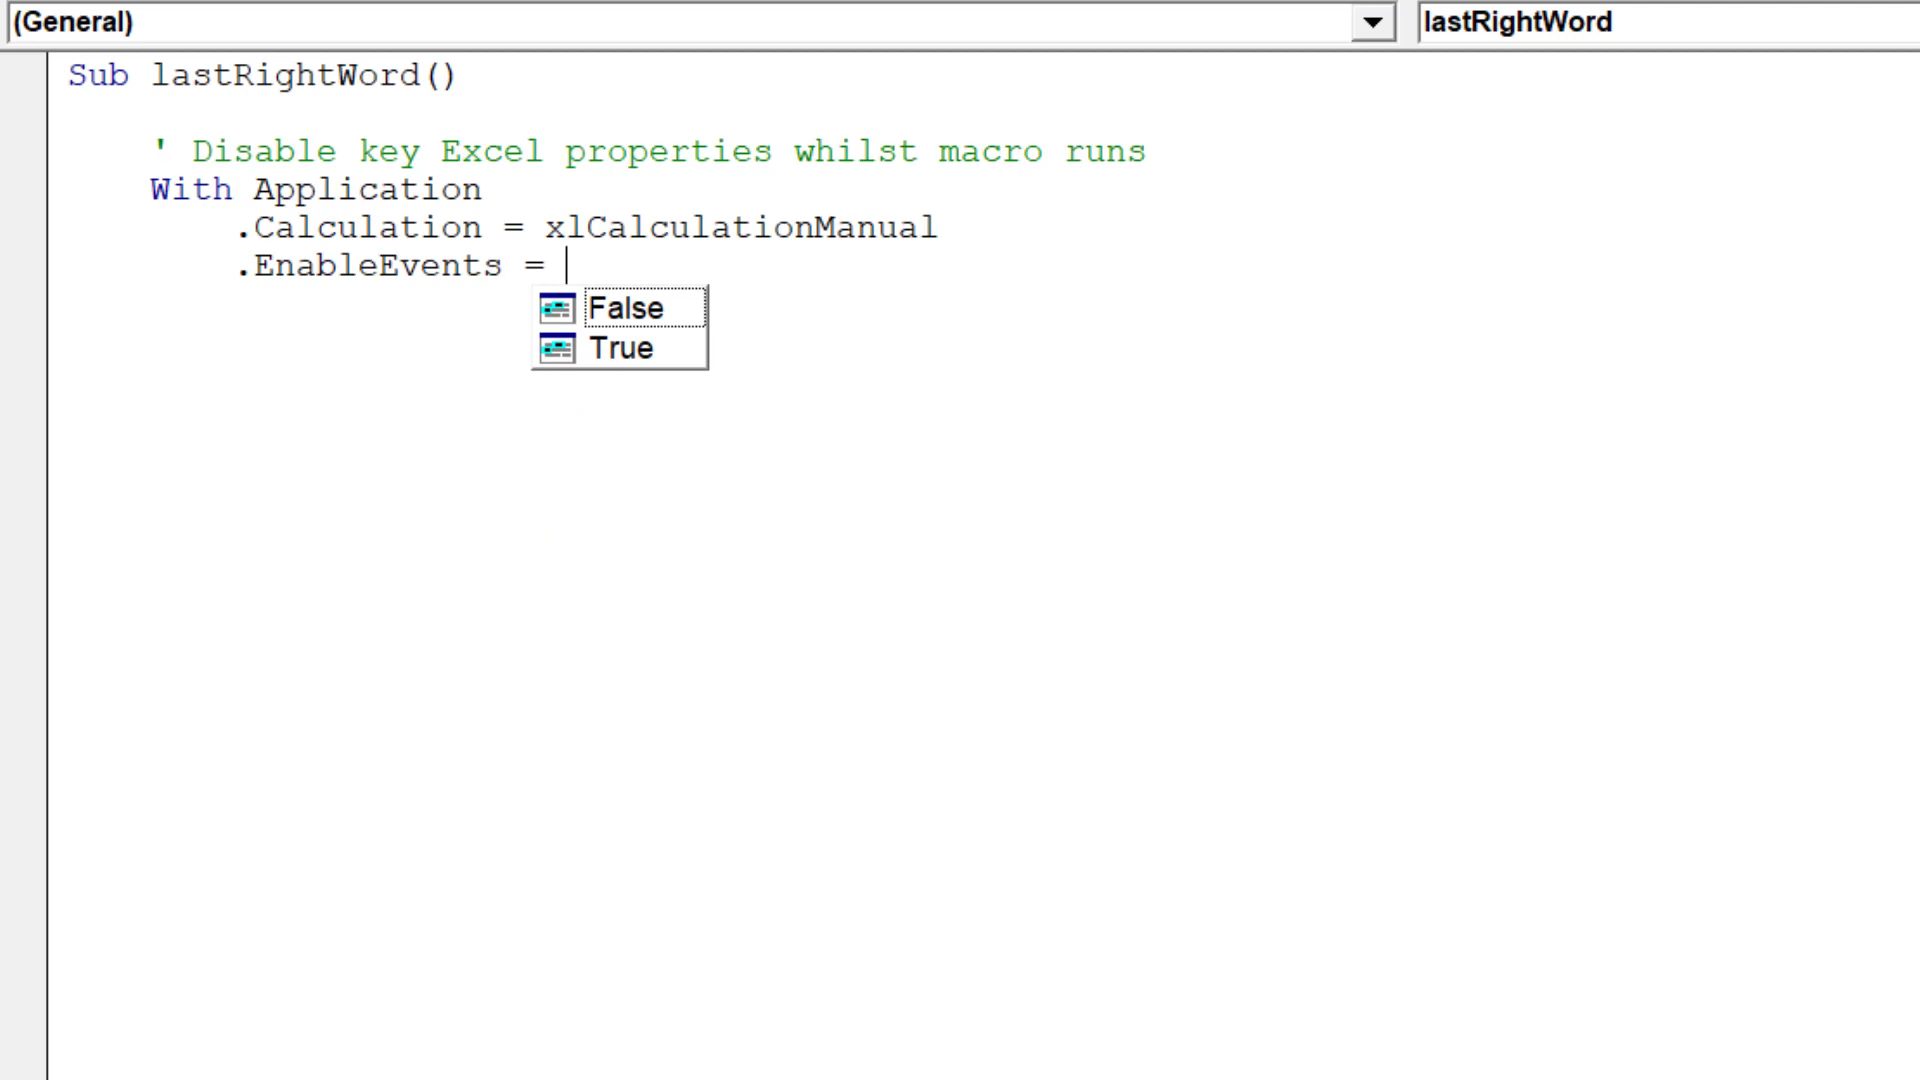 (General)
lastRightWord
Sub lastRightWord()
' Disable key Excel properties whilst macro runs
With Application
.Calculation = xlCalculationManual
.EnableEvents =
False
True